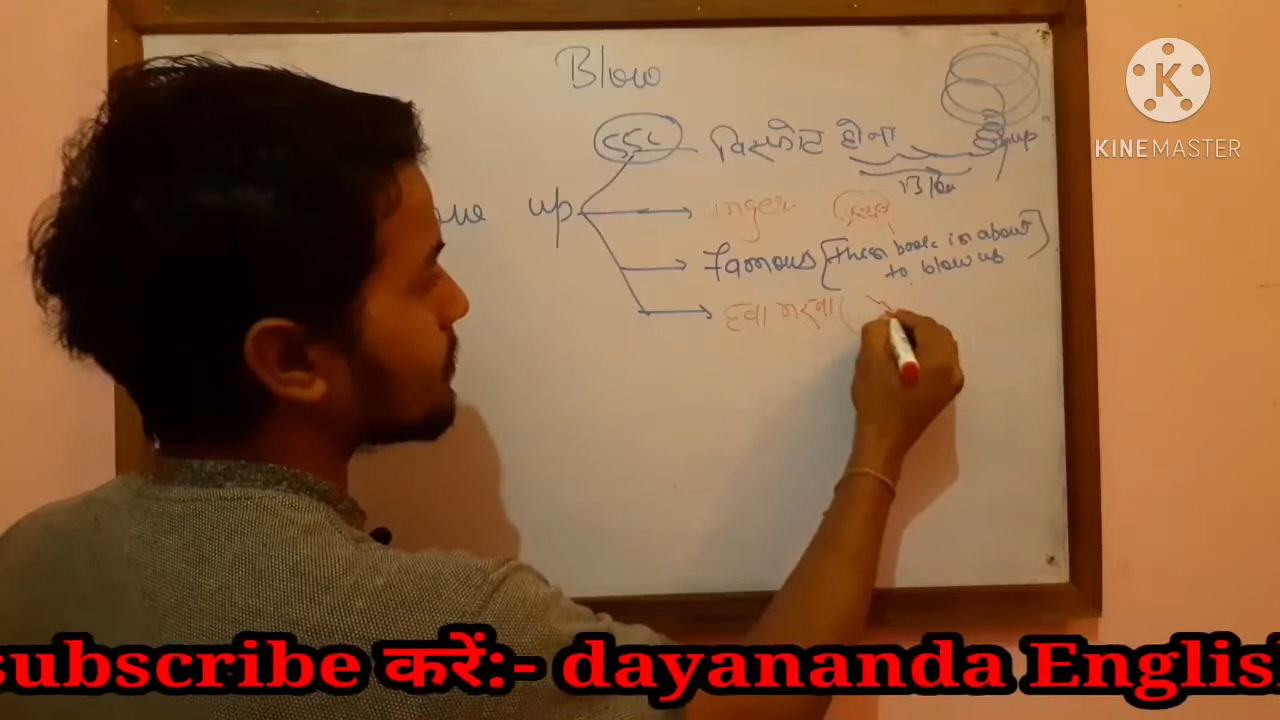 Blow
SSC विस्फोट होना
up
Blow
up
anger
Famous [This book is about
to blow up]
हवा भरना (
KINEMASTER
subscribe करें:- dayananda Englis